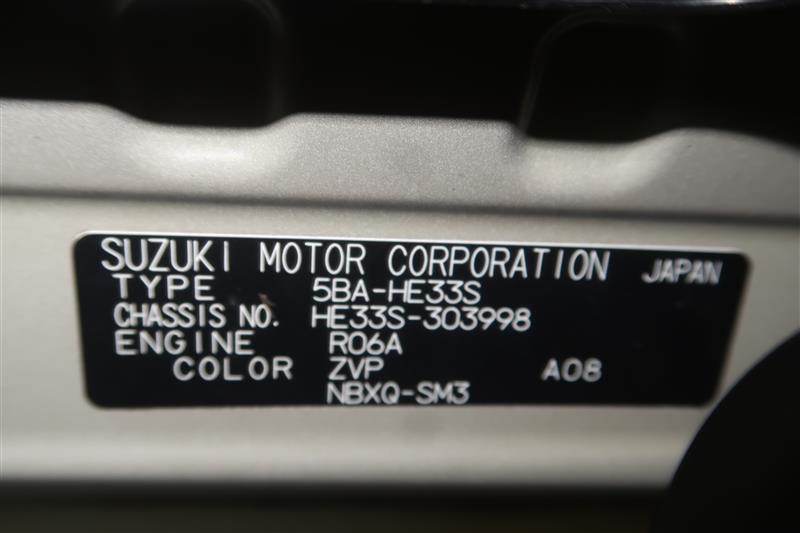 SUZUKI MOTOR CORPORATION JAPAN
TYPE 5BA-HE33S
CHASSIS NO. HE33S-303998
ENGINE R06A
COLOR ZVP A08
NBXQ-SM3